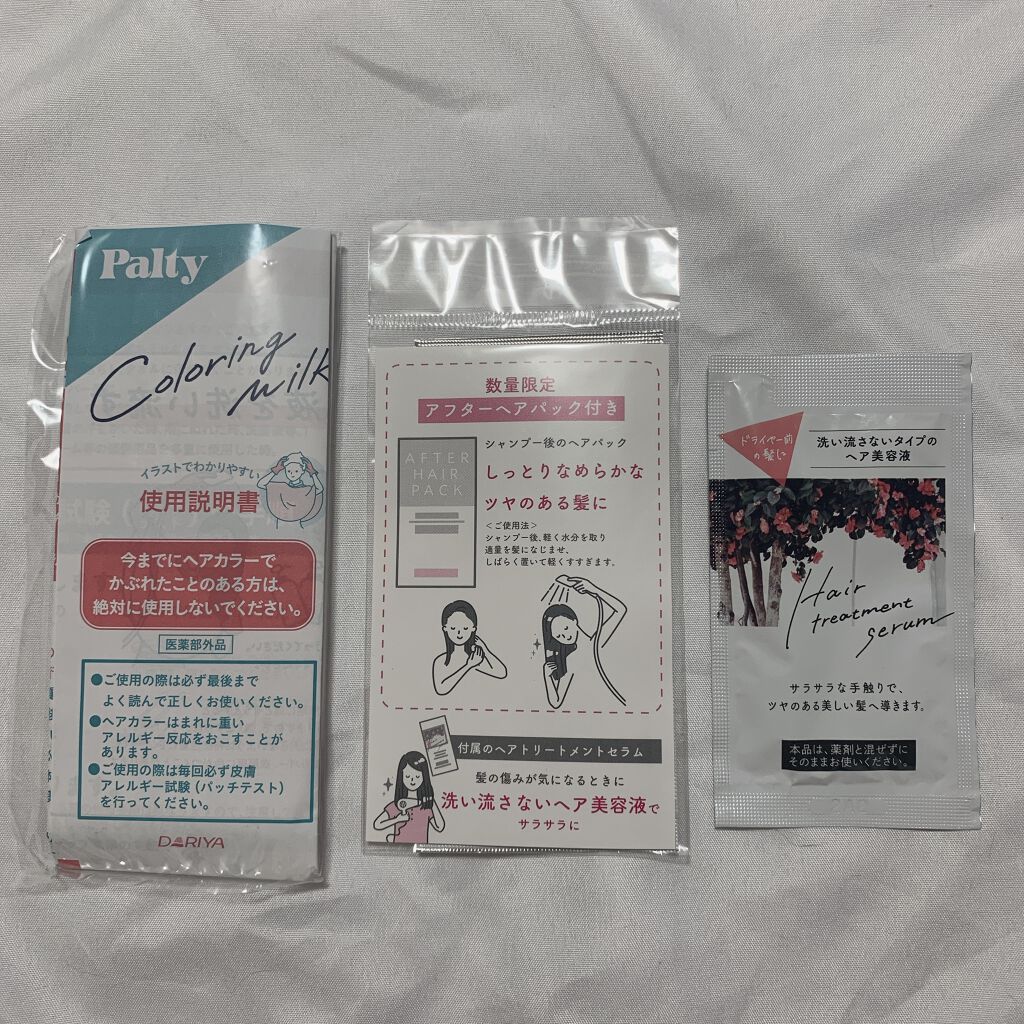 Palty
Coloring
Milk
イラストでわかりやすい
使用説明書
今までにヘアカラーで
かぶれたことのある方は、
絶対に使用しないでください。
医薬部外品
●ご使用の際は必ず最後まで
よく読んで正しくお使いください。
●ヘアカラーはまれに重い
アレルギー反応をおこすことが
あります。
●ご使用の際は毎回必ず皮膚
アレルギー試験(パッチテスト)
を行ってください。
DARIYA
数量限定
アフターヘアパック付き
AFTER
HAIR
PACK
シャンプー後のヘアパック
しっとりなめらかな
ツヤのある髪に
<ご使用法>
シャンプー後、軽く水分を取り
適量を髪になじませ、
しばらく置いて軽くすすぎます。
付属のヘアトリートメントセラム
髪の傷みが気になるときに
洗い流さないヘア美容液で
サラサラに
ドライヤー前
の髪に
洗い流さないタイプの
ヘア美容液
Hair
treatment
serum
サラサラな手触りで、
ツヤのある美しい髪へ導きます。
本品は、薬剤と混ぜずに
そのままお使いください。